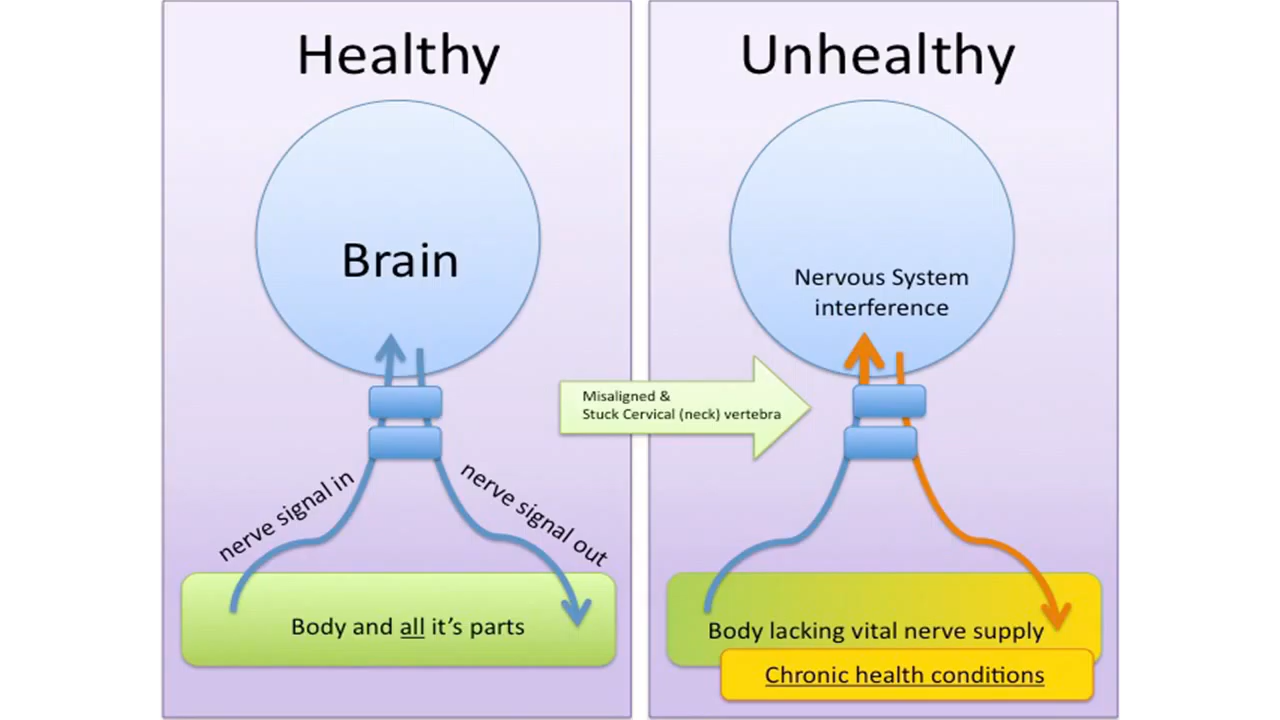 Healthy
Brain
nerve signal in
nerve signal out
Body and all it's parts
Misaligned &
Stuck Cervical (neck) vertebra
Unhealthy
Nervous System
interference
Body lacking vital nerve supply
Chronic health conditions